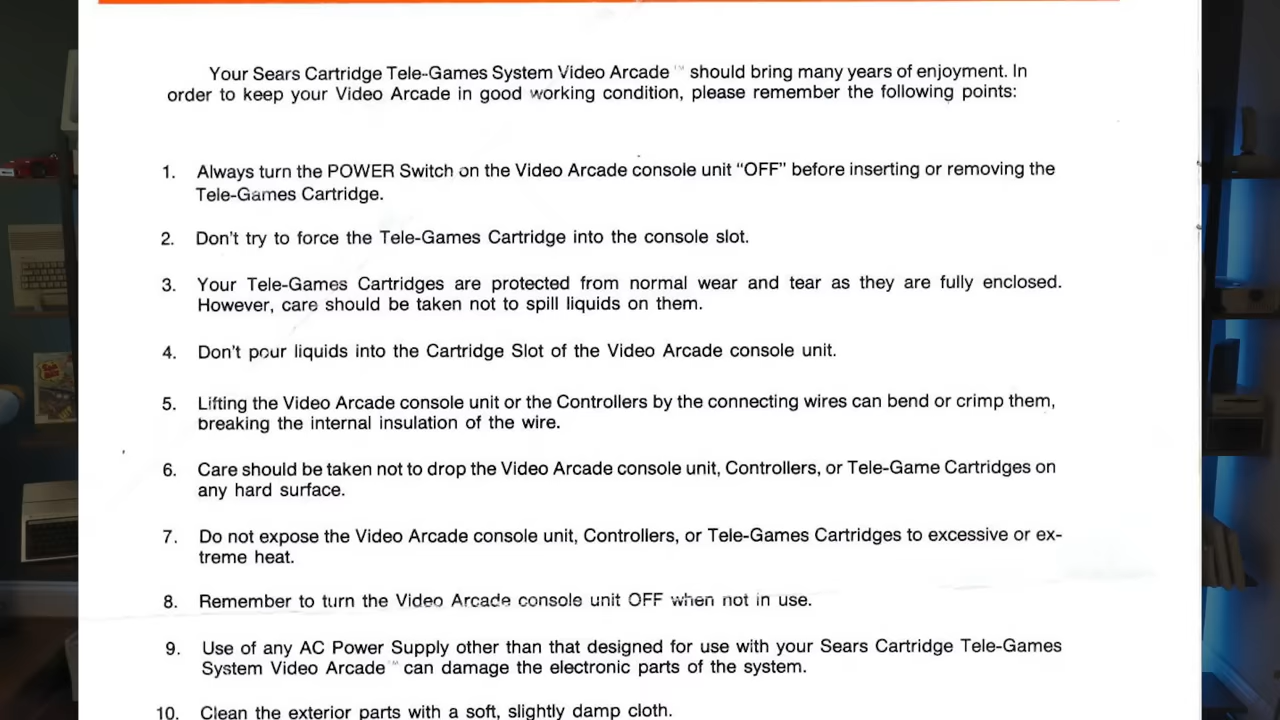 Your Sears Cartridge Tele-Games System Video Arcade™ should bring many years of enjoyment. In
order to keep your Video Arcade in good working condition, please remember the following points:
1. Always turn the POWER Switch on the Video Arcade console unit “OFF” before inserting or removing the
Tele-Games Cartridge.
2. Don't try to force the Tele-Games Cartridge into the console slot.
3. Your Tele-Games Cartridges are protected from normal wear and tear as they are fully enclosed.
However, care should be taken not to spill liquids on them.
4. Don't pour liquids into the Cartridge Slot of the Video Arcade console unit.
5. Lifting the Video Arcade console unit or the Controllers by the connecting wires can bend or crimp them,
breaking the internal insulation of the wire.
6. Care should be taken not to drop the Video Arcade console unit, Controllers, or Tele-Game Cartridges on
any hard surface.
7. Do not expose the Video Arcade console unit, Controllers, or Tele-Games Cartridges to excessive or ex-
treme heat.
8. Remember to turn the Video Arcade console unit OFF when not in use.
9. Use of any AC Power Supply other than that designed for use with your Sears Cartridge Tele-Games
System Video Arcade™ can damage the electronic parts of the system.
10. Clean the exterior parts with a soft, slightly damp cloth.